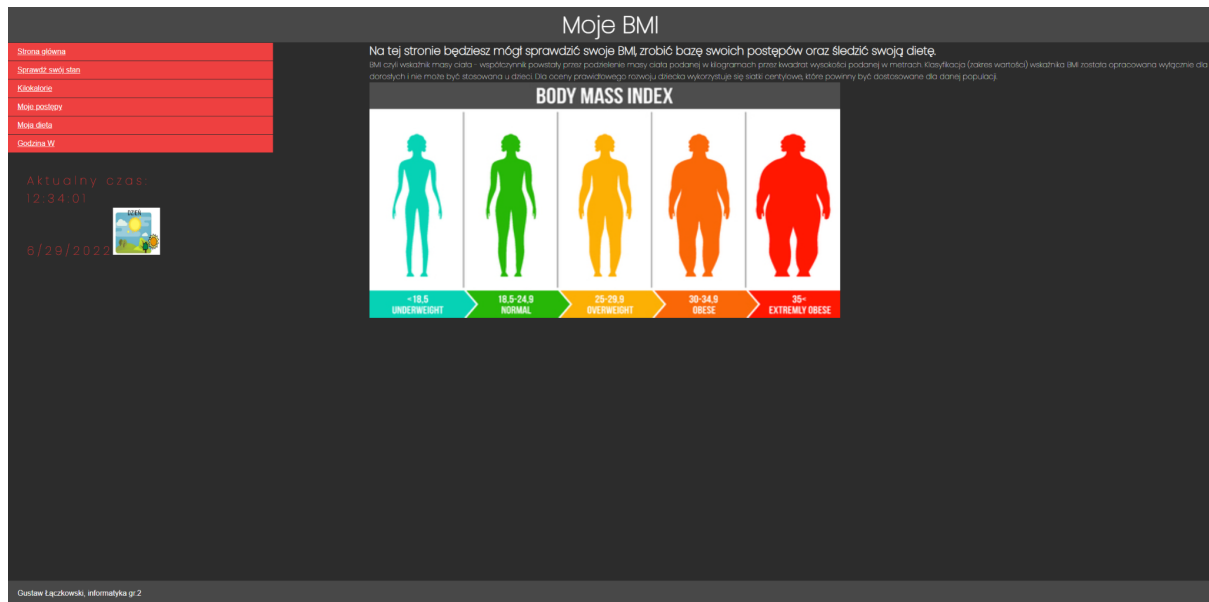 Moje BMI
Strona główna
Sprawdź swój stan
Kilokalorie
Moje postępy
Moja dieta
Godzina W
Aktualny czas:
12:34:01
DZIEŃ
6/29/2022
Na tej stronie będziesz mógł sprawdzić swoje BMI, zrobić bazę swoich postępów oraz śledzić swoją dietę.
BMI czyli wskaźnik masy ciała - współczynnik powstały przez podzielenie masy ciała podanej w kilogramach przez kwadrat wysokości podanej w metrach. Klasyfikacja (zakres wartości) wskaźnika BMI została opracowana wyłącznie dla
dorosłych i nie może być stosowana u dzieci. Dla oceny prawidłowego rozwoju dziecka wykorzystuje się siatki centylowe, które powinny być dostosowane dla danej populacji.
BODY MASS INDEX
<18,5 18,5-24,9 25-29,9 30-34,9 35<
UNDERWEIGHT NORMAL OVERWEIGHT OBESE EXTREMLY OBESE
Gustaw Łączkowski, informatyka gr.2